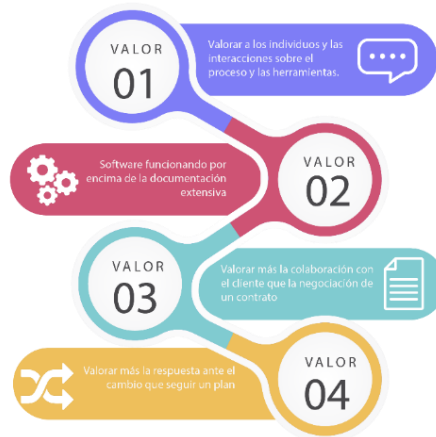 VALOR
01
Valorar a los individuos y las
interacciones sobre el
proceso y las herramientas.
Software funcionando por
encima de la documentación
extensiva
VALOR
02
VALOR
03
Valorar más la colaboración con
el cliente que la negociación de
un contrato
Valorar más la respuesta ante el
cambio que seguir un plan
VALOR
04